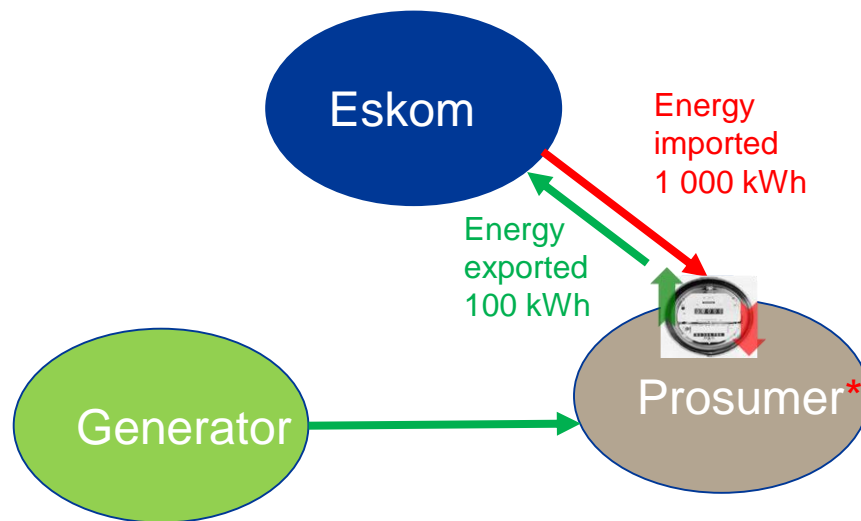 Eskom
Energy
imported
1 000 kWh
Energy
exported
100 kWh
Prosumer*
Generator